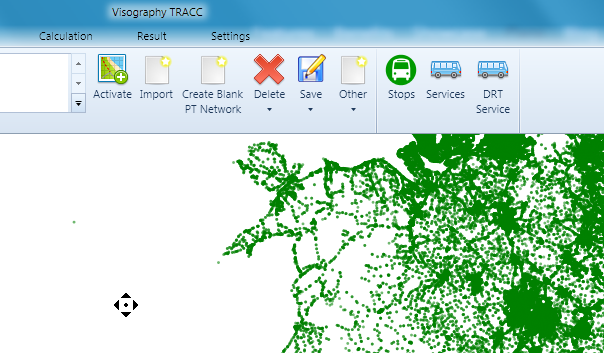 Visography TRACC
Calculation Result Settings
Activate Import Create Blank PT Network Delete Save Other Stops Services DRT Service